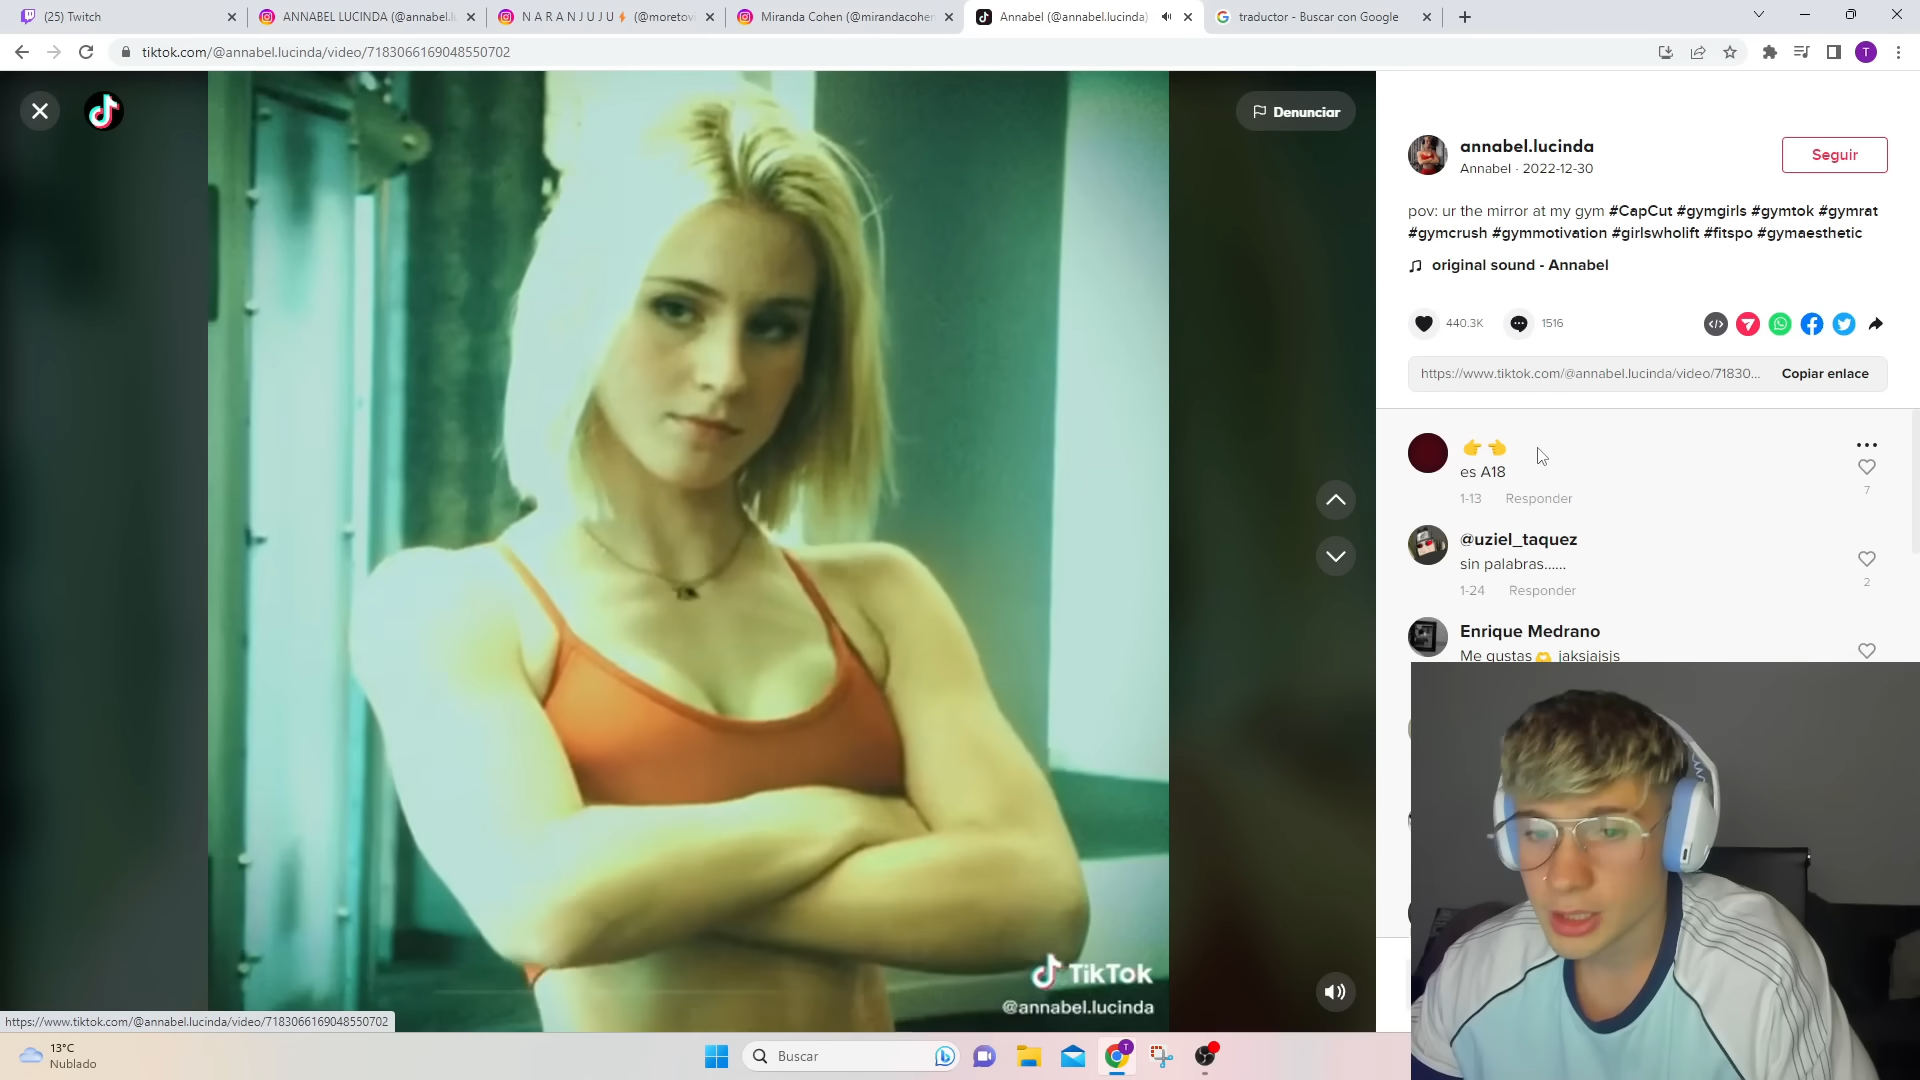 (25) Twitch
ANNABEL LUCINDA (@annabel.l
N A R A N J U J U ⚡ (@moretov
Miranda Cohen (@mirandacohen
Annabel (@annabel.lucinda)
traductor - Buscar con Google
tiktok.com/@annabel.lucinda/video/7183066169048550702
T
Denunciar
annabel.lucinda
Annabel · 2022-12-30
Seguir
pov: ur the mirror at my gym #CapCut #gymgirls #gymtok #gymrat
#gymcrush #gymmotivation #girlswholift #fitspo #gymaesthetic
original sound - Annabel
440.3K
1516
https://www.tiktok.com/@annabel.lucinda/video/71830...
Copiar enlace
👉👈
es A18
1-13 Responder
7
@uziel_taquez
sin palabras......
1-24 Responder
2
Enrique Medrano
Me gustas🫶 jaksjajsjs
TikTok
@annabel.lucinda
https://www.tiktok.com/@annabel.lucinda/video/7183066169048550702
13°C
Nublado
Buscar
T